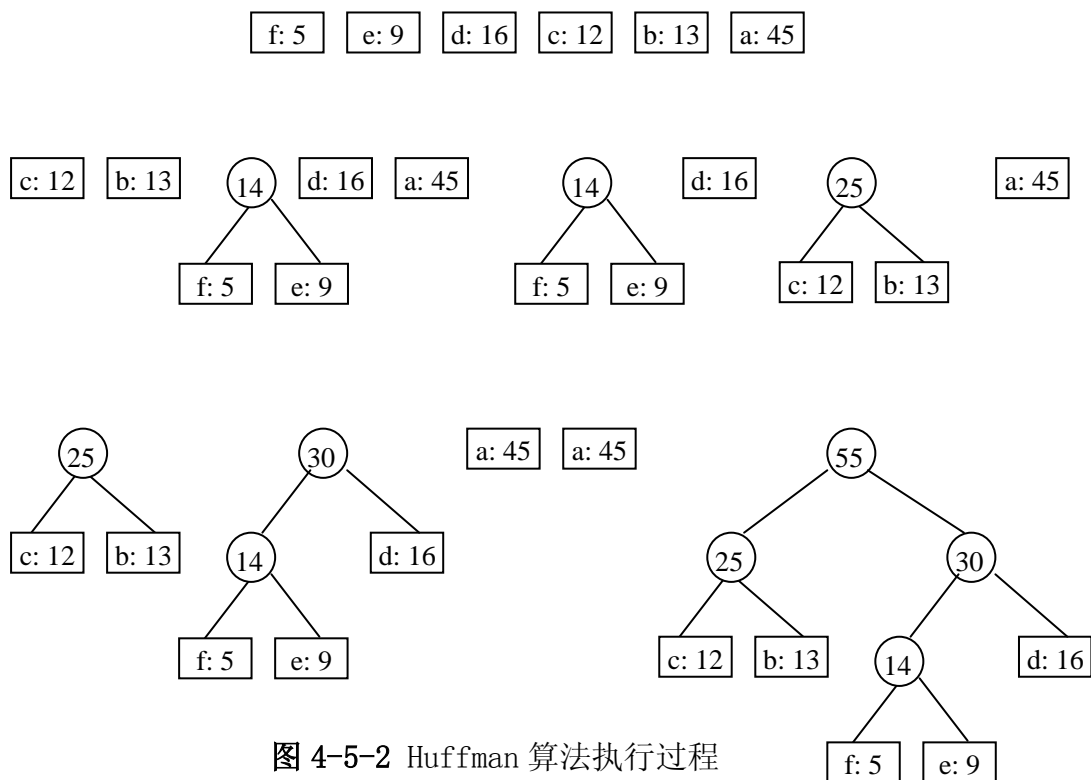 f: 5 e: 9 d: 16 c: 12 b: 13 a: 45
c: 12 b: 13 14 d: 16 a: 45 14 d: 16 25 a: 45
f: 5 e: 9 f: 5 e: 9 c: 12 b: 13
25 30 a: 45 a: 45 55
c: 12 b: 13 14 d: 16 25 30
f: 5 e: 9 c: 12 b: 13 14 d: 16
图 4-5-2 Huffman 算法执行过程
f: 5 e: 9